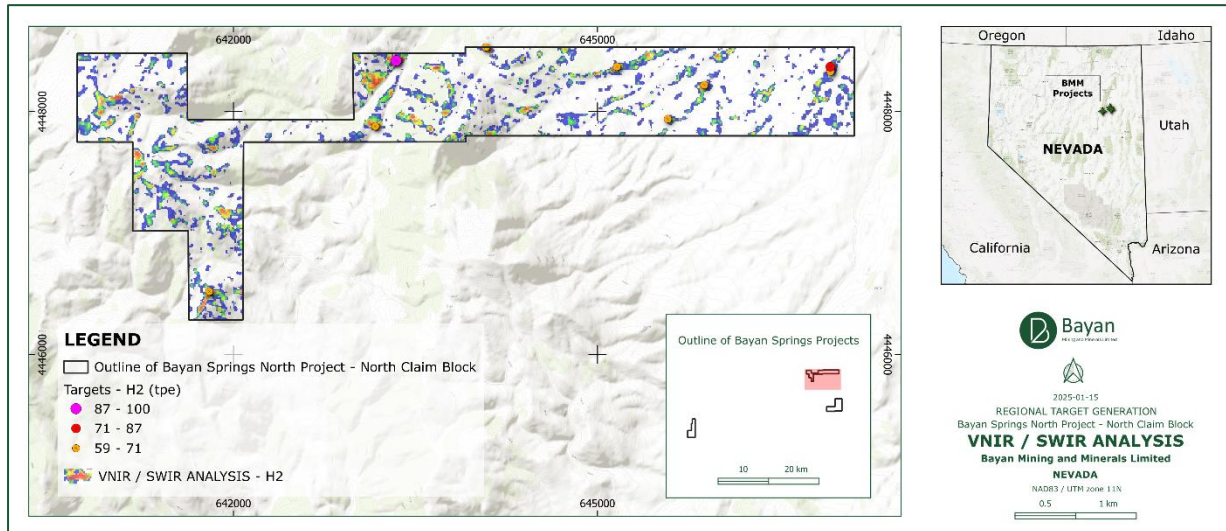 642000
645000
4448000
4448000
4446000
4446000
642000
645000
LEGEND
Outline of Bayan Springs North Project - North Claim Block
Targets - H2 (tpe)
87 - 100
71 - 87
59 - 71
VNIR / SWIR ANALYSIS - H2
Outline of Bayan Springs Projects
10 20 km
Oregon
Idaho
BMM
Projects
NEVADA
Utah
California
Arizona
Bayan
Mining and Minerals Limited
2025-01-15
REGIONAL TARGET GENERATION
Bayan Springs North Project - North Claim Block
VNIR / SWIR ANALYSIS
Bayan Mining and Minerals Limited
NEVADA
NAD83 / UTM zone 11N
0.5 1 km